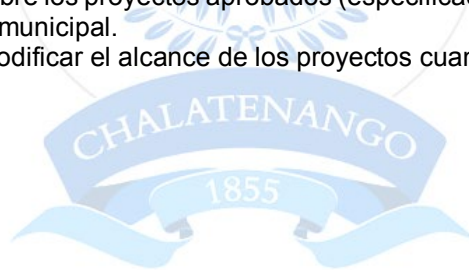 bre los proyectos aprobados (especifica
municipal.
odificar el alcance de los proyectos cuan
CHALATENANGO
1855